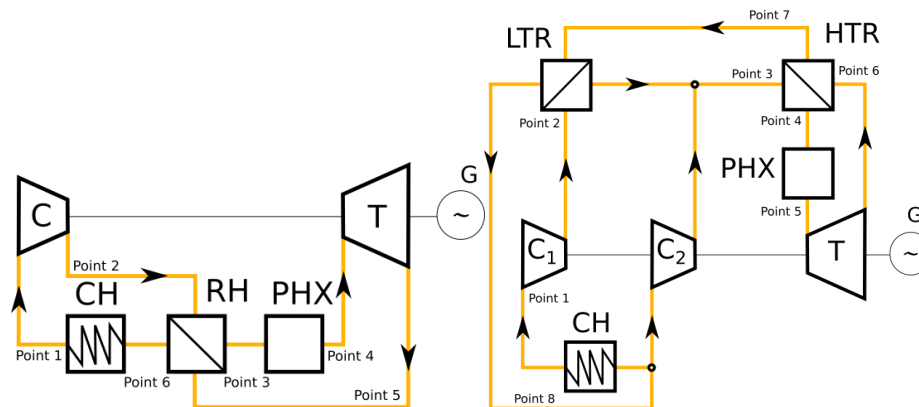 G
C
T
~
Point 2
CH
RH
PHX
Point 1
Point 6
Point 3
Point 4
Point 5
Point 7
LTR
HTR
Point 3
Point 6
Point 2
Point 4
PHX
Point 5
G
C1
C2
T
~
Point 1
CH
Point 8